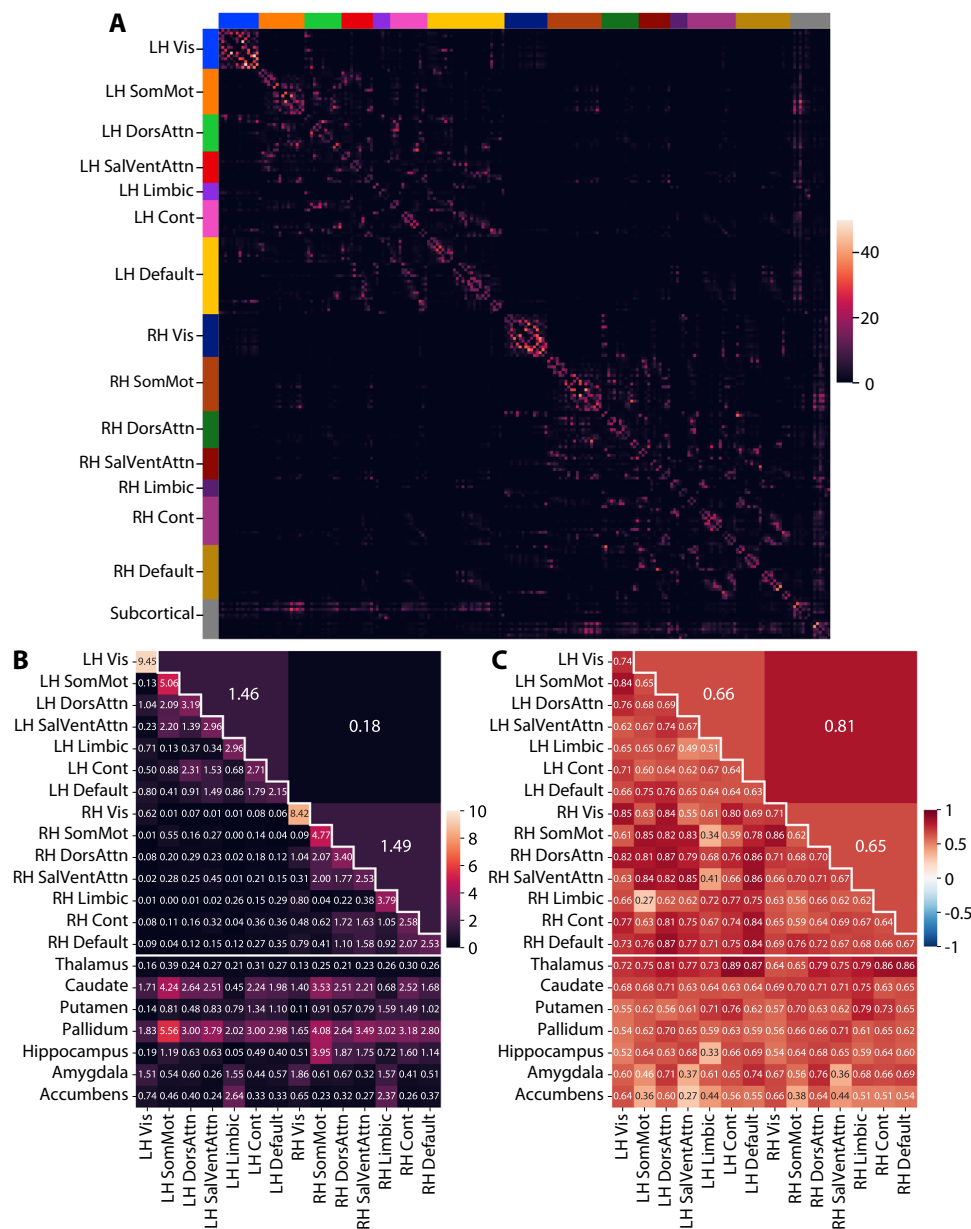 A
LH Vis
LH SomMot
LH DorsAttn
LH SalVentAttn
LH Limbic
LH Cont
LH Default
RH Vis
RH SomMot
RH DorsAttn
RH SalVentAttn
RH Limbic
RH Cont
RH Default
Subcortical
40
20
0
B
LH Vis 9.45
LH SomMot 0.13 5.06
LH DorsAttn 1.04 2.09 3.19
LH SalVentAttn 0.23 2.20 1.39 2.96
LH Limbic 0.71 0.13 0.37 0.34 2.96
LH Cont 0.50 0.88 2.31 1.53 0.68 2.71
LH Default 0.80 0.41 0.91 1.49 0.86 1.79 2.15
RH Vis 0.62 0.01 0.07 0.01 0.01 0.08 0.06 8.42
RH SomMot 0.01 0.55 0.16 0.27 0.00 0.14 0.04 0.09 4.77
RH DorsAttn 0.08 0.20 0.29 0.23 0.02 0.18 0.12 1.04 2.07 3.40
RH SalVentAttn 0.02 0.28 0.25 0.45 0.01 0.21 0.15 0.31 2.00 1.77 2.53
RH Limbic 0.01 0.00 0.01 0.02 0.26 0.15 0.29 0.80 0.04 0.22 0.38 3.79
RH Cont 0.08 0.11 0.16 0.32 0.04 0.36 0.36 0.48 0.62 1.72 1.63 1.05 2.58
RH Default 0.09 0.04 0.12 0.15 0.12 0.27 0.35 0.79 0.41 1.10 1.58 0.92 2.07 2.53
Thalamus 0.16 0.39 0.24 0.27 0.21 0.31 0.27 0.13 0.25 0.21 0.23 0.26 0.30 0.26
Caudate 1.71 4.24 2.64 2.51 0.45 2.24 1.98 1.40 3.53 2.51 2.21 0.68 2.52 1.68
Putamen 0.14 0.81 0.48 0.83 0.79 1.34 1.10 0.11 0.91 0.57 0.79 1.59 1.49 1.02
Pallidum 1.83 5.56 3.00 3.79 2.02 3.00 2.98 1.65 4.08 2.64 3.49 3.02 3.18 2.80
Hippocampus 0.19 1.19 0.63 0.63 0.05 0.49 0.40 0.51 3.95 1.87 1.75 0.72 1.60 1.14
Amygdala 1.51 0.54 0.60 0.26 1.55 0.44 0.57 1.86 0.61 0.67 0.32 1.57 0.41 0.51
Accumbens 0.74 0.46 0.40 0.24 2.64 0.33 0.33 0.65 0.23 0.32 0.27 2.37 0.26 0.37
1.46
0.18
1.49
10
8
6
4
2
0
LH Vis
LH SomMot
LH DorsAttn
LH SalVentAttn
LH Limbic
LH Cont
LH Default
RH Vis
RH SomMot
RH DorsAttn
RH SalVentAttn
RH Limbic
RH Cont
RH Default
C
LH Vis 0.74
LH SomMot 0.84 0.65
LH DorsAttn 0.76 0.68 0.69
LH SalVentAttn 0.62 0.67 0.74 0.67
LH Limbic 0.65 0.65 0.67 0.49 0.51
LH Cont 0.71 0.60 0.64 0.62 0.67 0.64
LH Default 0.66 0.75 0.76 0.66 0.64 0.64 0.63
RH Vis 0.85 0.63 0.84 0.55 0.61 0.80 0.69 0.71
RH SomMot 0.61 0.85 0.82 0.83 0.34 0.59 0.78 0.86 0.62
RH DorsAttn 0.82 0.81 0.87 0.79 0.68 0.76 0.86 0.71 0.68 0.70
RH SalVentAttn 0.63 0.84 0.82 0.85 0.41 0.66 0.86 0.66 0.70 0.71 0.67
RH Limbic 0.66 0.27 0.62 0.62 0.72 0.77 0.75 0.63 0.56 0.66 0.62 0.62
RH Cont 0.77 0.63 0.81 0.84 0.67 0.74 0.84 0.65 0.59 0.64 0.69 0.67 0.64
RH Default 0.73 0.76 0.87 0.77 0.71 0.75 0.84 0.69 0.76 0.72 0.67 0.68 0.66 0.67
Thalamus 0.72 0.75 0.81 0.77 0.73 0.89 0.87 0.64 0.65 0.79 0.75 0.79 0.86 0.86
Caudate 0.68 0.68 0.71 0.63 0.64 0.63 0.64 0.63 0.67 0.70 0.64 0.75 0.63 0.65
Putamen 0.55 0.62 0.61 0.56 0.71 0.76 0.62 0.66 0.60 0.70 0.63 0.79 0.73 0.65
Pallidum 0.54 0.62 0.70 0.65 0.59 0.63 0.59 0.56 0.66 0.66 0.71 0.61 0.65 0.62
Hippocampus 0.52 0.64 0.63 0.68 0.33 0.66 0.69 0.54 0.64 0.68 0.65 0.59 0.64 0.60
Amygdala 0.60 0.46 0.71 0.37 0.61 0.65 0.74 0.67 0.56 0.76 0.36 0.68 0.66 0.69
Accumbens 0.64 0.36 0.60 0.27 0.44 0.56 0.55 0.66 0.38 0.64 0.44 0.51 0.51 0.54
0.66
0.81
0.65
1
0.5
0
-0.5
-1
LH Vis
LH SomMot
LH DorsAttn
LH SalVentAttn
LH Limbic
LH Cont
LH Default
RH Vis
RH SomMot
RH DorsAttn
RH SalVentAttn
RH Limbic
RH Cont
RH Default